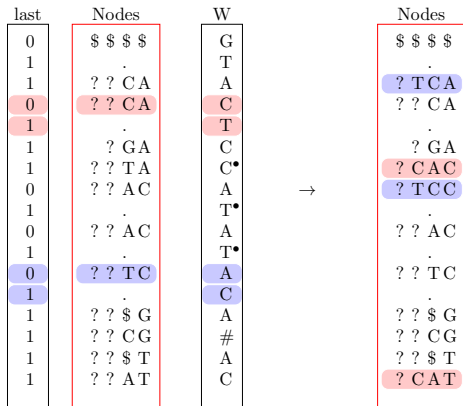 last Nodes W Nodes
0 $ $ $ $ G $ $ $ $
1 . T .
1 ? ? C A A ? T C A
0 ? ? C A C ? ? C A
1 . T .
1 ? G A C ? G A
1 ? ? T A C• ? C A C
0 ? ? A C A ? T C C
1 . T• .
0 ? ? A C A ? ? A C
1 . T• .
0 ? ? T C A ? ? T C
1 . C .
1 ? ? $ G A ? ? $ G
1 ? ? C G # ? ? C G
1 ? ? $ T A ? ? $ T
1 ? ? A T C ? C A T
→